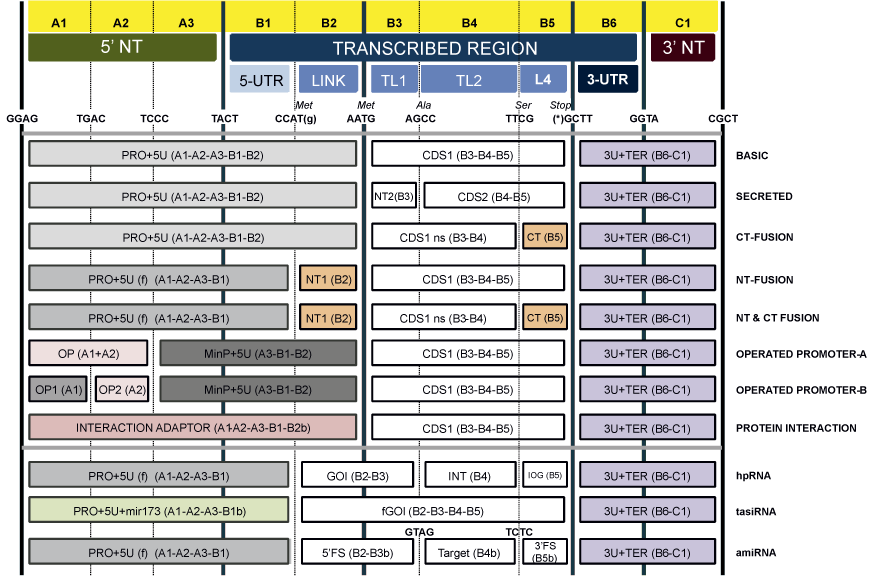 A1 A2 A3 B1 B2 B3 B4 B5 B6 C1
5' NT TRANSCRIBED REGION 3' NT
5-UTR LINK TL1 TL2 L4 3-UTR
Met Met Ala Ser Stop
GGAG TGAC TCCC TACT CCAT(g) AATG AGCC TTCG (*)GCTT GGTA CGCT
PRO+5U (A1-A2-A3-B1-B2) CDS1 (B3-B4-B5) 3U+TER (B6-C1) BASIC
PRO+5U (A1-A2-A3-B1-B2) NT2(B3) CDS2 (B4-B5) 3U+TER (B6-C1) SECRETED
PRO+5U (A1-A2-A3-B1-B2) CDS1 ns (B3-B4) CT (B5) 3U+TER (B6-C1) CT-FUSION
PRO+5U (f) (A1-A2-A3-B1) NT1 (B2) CDS1 (B3-B4-B5) 3U+TER (B6-C1) NT-FUSION
PRO+5U (f) (A1-A2-A3-B1) NT1 (B2) CDS1 ns (B3-B4) CT (B5) 3U+TER (B6-C1) NT & CT FUSION
OP (A1+A2) MinP+5U (A3-B1-B2) CDS1 (B3-B4-B5) 3U+TER (B6-C1) OPERATED PROMOTER-A
OP1 (A1) OP2 (A2) MinP+5U (A3-B1-B2) CDS1 (B3-B4-B5) 3U+TER (B6-C1) OPERATED PROMOTER-B
INTERACTION ADAPTOR (A1-A2-A3-B1-B2b) CDS1 (B3-B4-B5) 3U+TER (B6-C1) PROTEIN INTERACTION
PRO+5U (f) (A1-A2-A3-B1) GOI (B2-B3) INT (B4) IOG (B5) 3U+TER (B6-C1) hpRNA
PRO+5U+mir173 (A1-A2-A3-B1b) fGOI (B2-B3-B4-B5) 3U+TER (B6-C1) tasiRNA
GTAG TCTC
PRO+5U (f) (A1-A2-A3-B1) 5'FS (B2-B3b) Target (B4b) 3'FS (B5b) 3U+TER (B6-C1) amiRNA